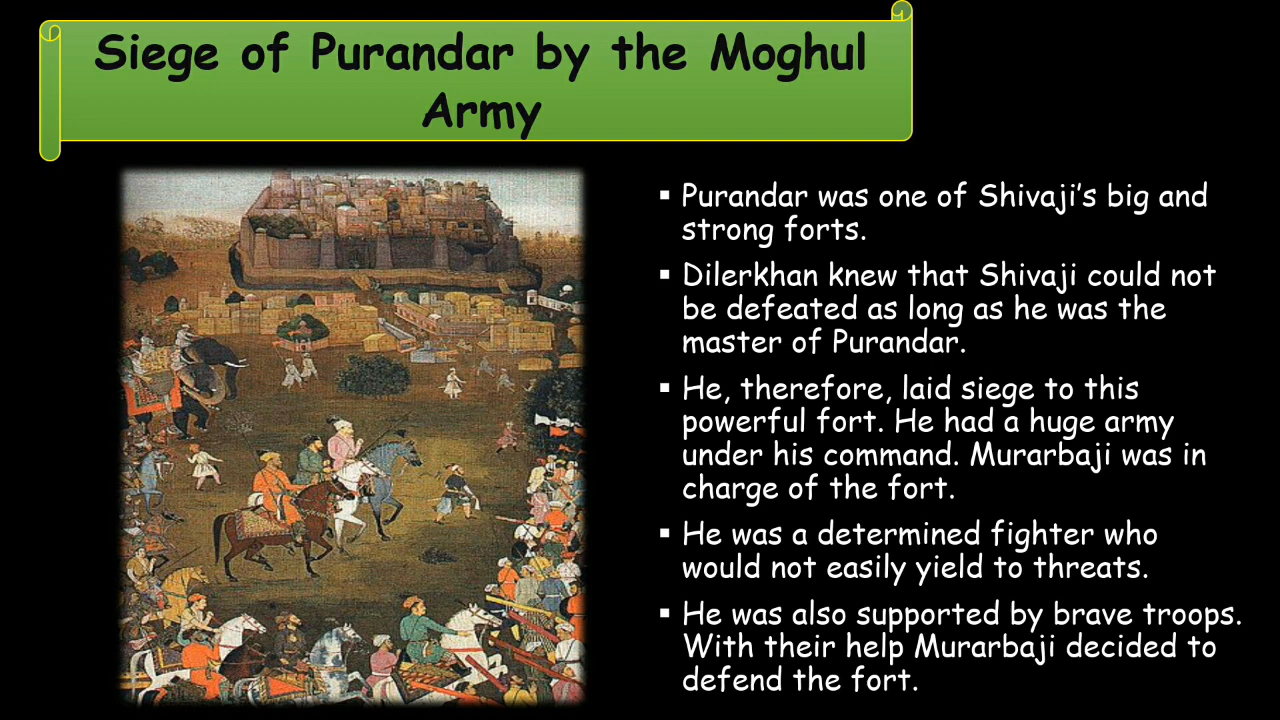 Siege of Purandar by the Moghul
Army
▪ Purandar was one of Shivaji’s big and
strong forts.
▪ Dilerkhan knew that Shivaji could not
be defeated as long as he was the
master of Purandar.
▪ He, therefore, laid siege to this
powerful fort. He had a huge army
under his command. Murarbaji was in
charge of the fort.
▪ He was a determined fighter who
would not easily yield to threats.
▪ He was also supported by brave troops.
With their help Murarbaji decided to
defend the fort.